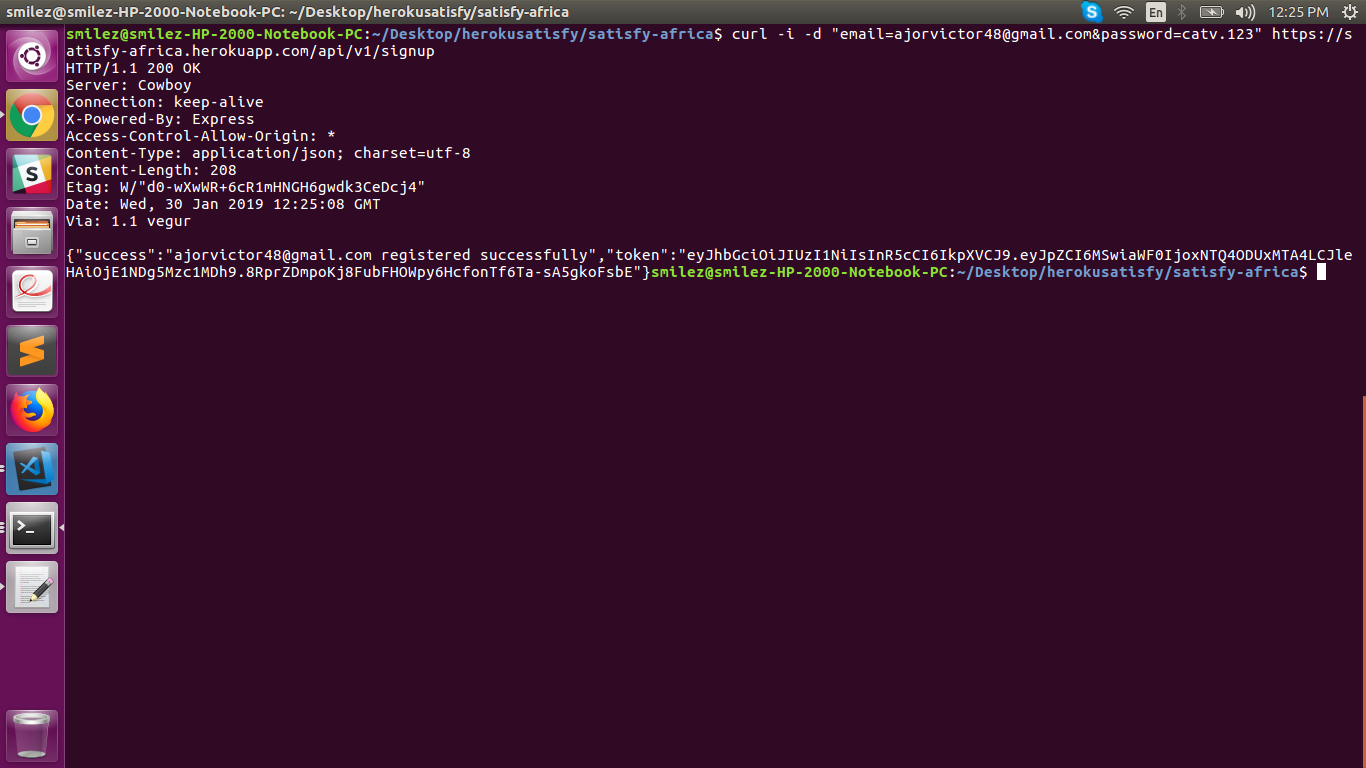 smilez@smilez-HP-2000-Notebook-PC: ~/Desktop/herokusatisfy/satisfy-africa
En
12:25 PM
smilez@smilez-HP-2000-Notebook-PC:~/Desktop/herokusatisfy/satisfy-africa$ curl -i -d "email=ajorvictor48@gmail.com&password=catv.123" https://s
atisfy-africa.herokuapp.com/api/v1/signup
HTTP/1.1 200 OK
Server: Cowboy
Connection: keep-alive
X-Powered-By: Express
Access-Control-Allow-Origin: *
Content-Type: application/json; charset=utf-8
Content-Length: 208
Etag: W/"d0-wXwWR+6cR1mHNGH6gwdk3CeDcj4"
Date: Wed, 30 Jan 2019 12:25:08 GMT
Via: 1.1 vegur
{"success":"ajorvictor48@gmail.com registered successfully","token":"eyJhbGciOiJIUzI1NiIsInR5cCI6IkpXVCJ9.eyJpZCI6MSwiaWF0IjoxNTQ4ODUxMTA4LCJle
HAiOjE1NDg5Mzc1MDh9.8RprZDmpoKj8FubFHOWpy6HcfonTf6Ta-sA5gkoFsbE"}smilez@smilez-HP-2000-Notebook-PC:~/Desktop/herokusatisfy/satisfy-africa$